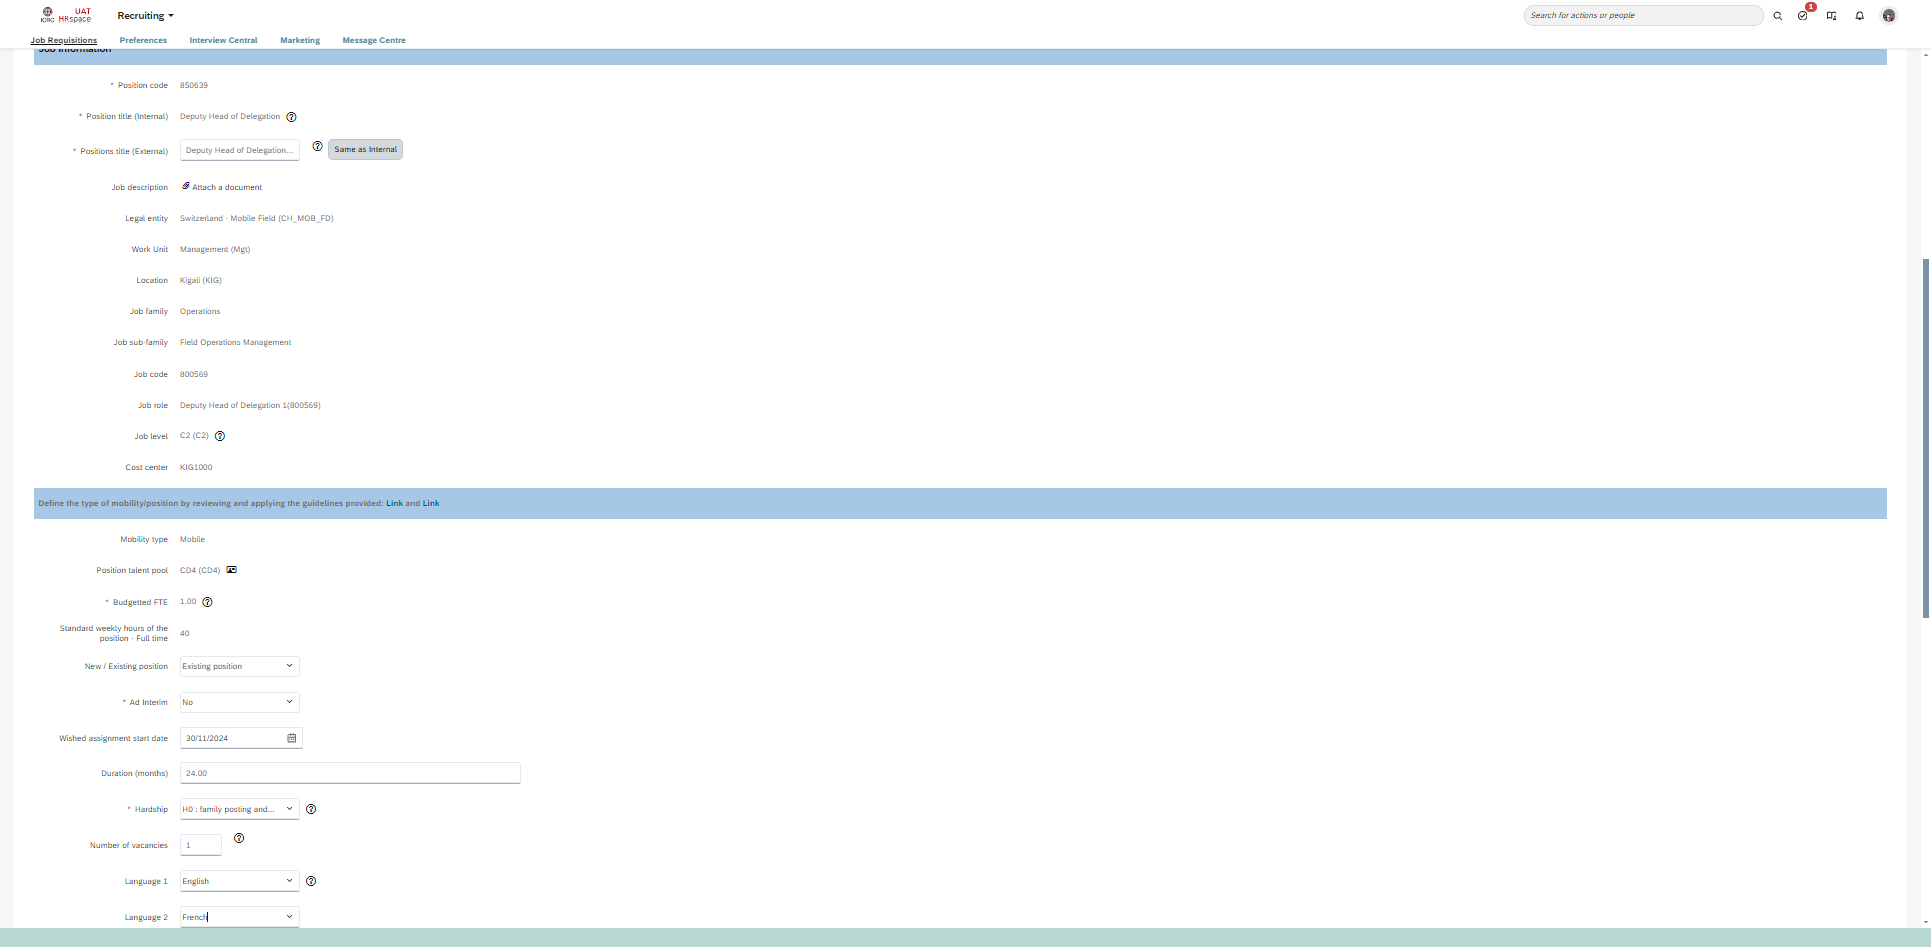 ICRC UAT HRspace Recruiting Search for actions or people 1
Job Requisitions Preferences Interview Central Marketing Message Centre
Job Information
* Position code 850639
* Position title (Internal) Deputy Head of Delegation
* Positions title (External) Deputy Head of Delegation... Same as Internal
Job description Attach a document
Legal entity Switzerland - Mobile Field (CH_MOB_FD)
Work Unit Management (Mgt)
Location Kigali (KIG)
Job family Operations
Job sub-family Field Operations Management
Job code 800569
Job role Deputy Head of Delegation 1(800569)
Job level C2 (C2)
Cost center KIG1000
Define the type of mobility/position by reviewing and applying the guidelines provided: Link and Link
Mobility type Mobile
Position talent pool CD4 (CD4)
* Budgetted FTE 1.00
Standard weekly hours of the
position - Full time 40
New / Existing position Existing position
* Ad Interim No
Wished assignment start date 30/11/2024
Duration (months) 24.00
* Hardship H0 : family posting and...
Number of vacancies 1
Language 1 English
Language 2 French